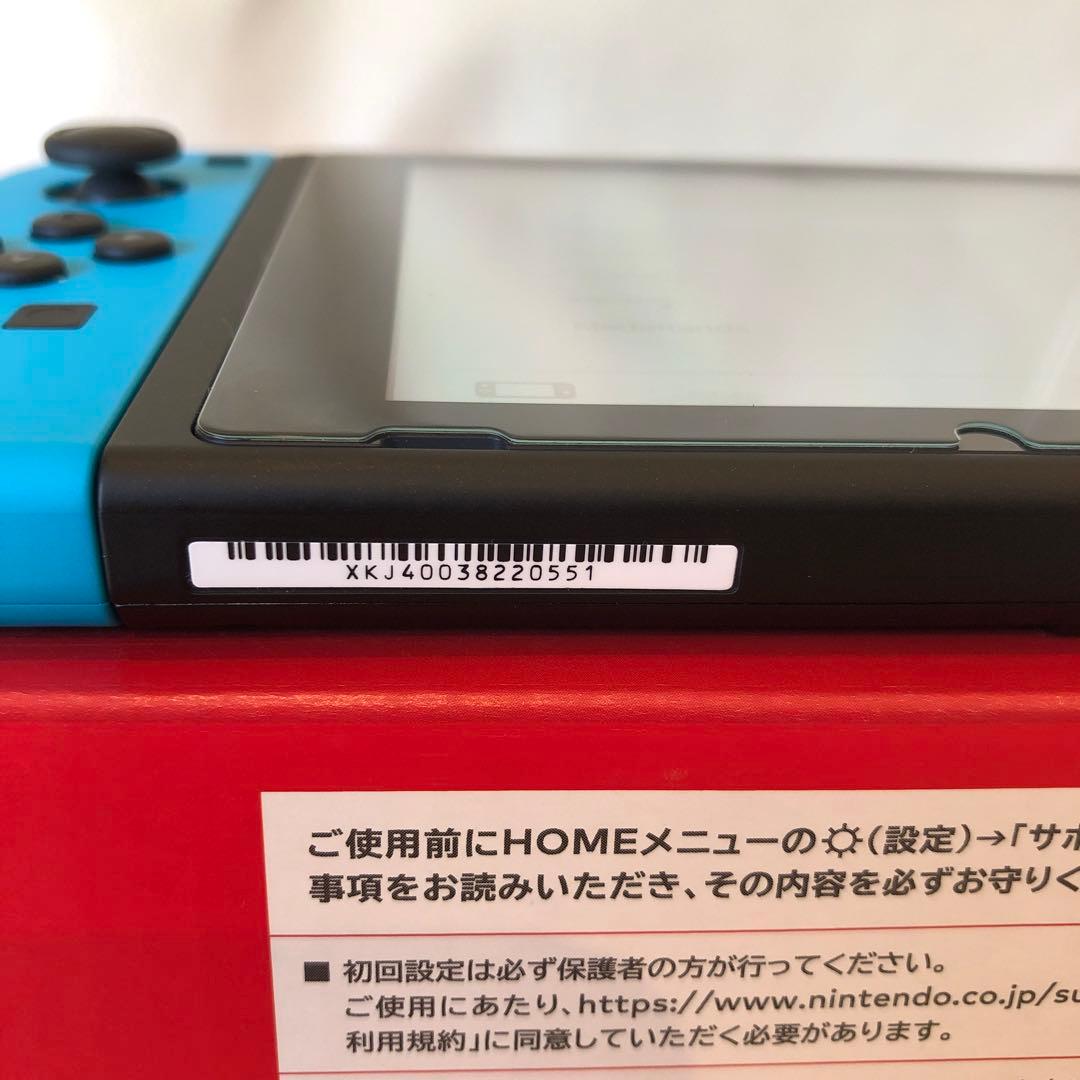 XKJ40038220551
ご使用前にHOMEメニューの(設定)→「サポ
事項をお読みいただき、その内容を必ずお守りく
■ 初回設定は必ず保護者の方が行ってください。
ご使用にあたり、https://www.nintendo.co.jp/su
利用規約」に同意していただく必要があります。